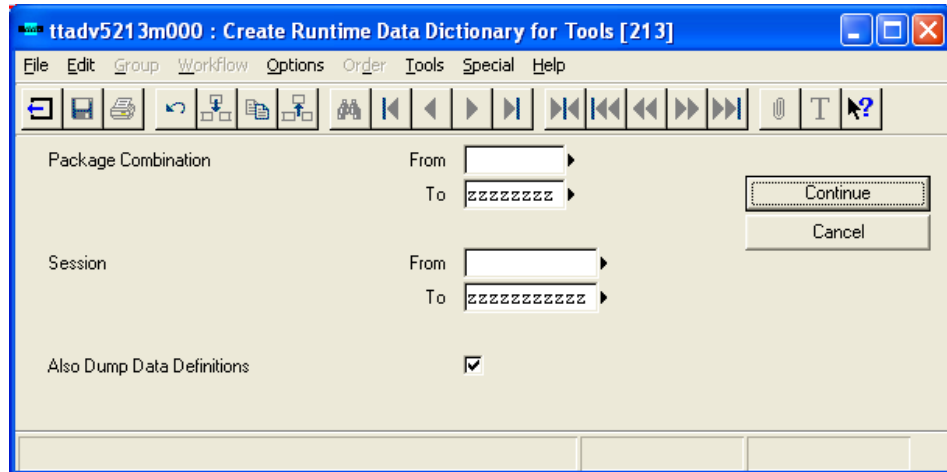 ttadv5213m000 : Create Runtime Data Dictionary for Tools [213]
File Edit Group Workflow Options Order Tools Special Help
T ?
Package Combination From
To zzzzzzzz
Continue
Cancel
Session From
To zzzzzzzzzzz
Also Dump Data Definitions